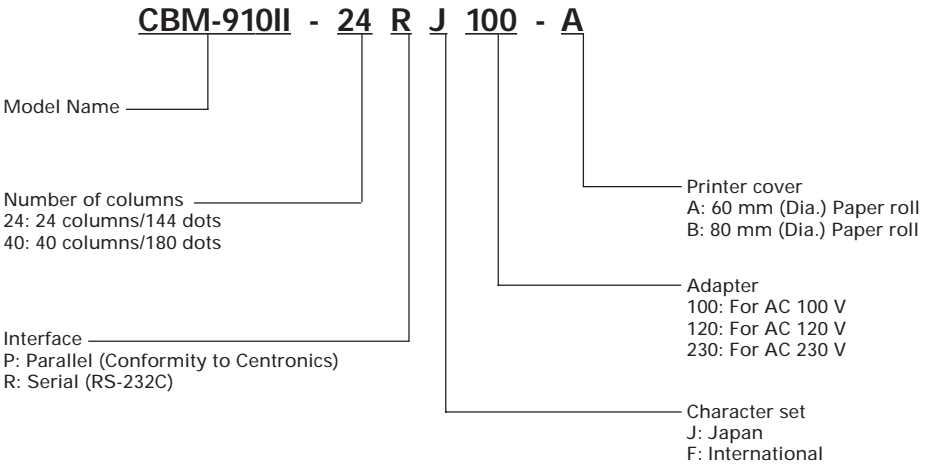 CBM-910II - 24 R J 100 - A
Model Name
Number of columns
24: 24 columns/144 dots
40: 40 columns/180 dots
Interface
P: Parallel (Conformity to Centronics)
R: Serial (RS-232C)
Printer cover
A: 60 mm (Dia.) Paper roll
B: 80 mm (Dia.) Paper roll
Adapter
100: For AC 100 V
120: For AC 120 V
230: For AC 230 V
Character set
J: Japan
F: International